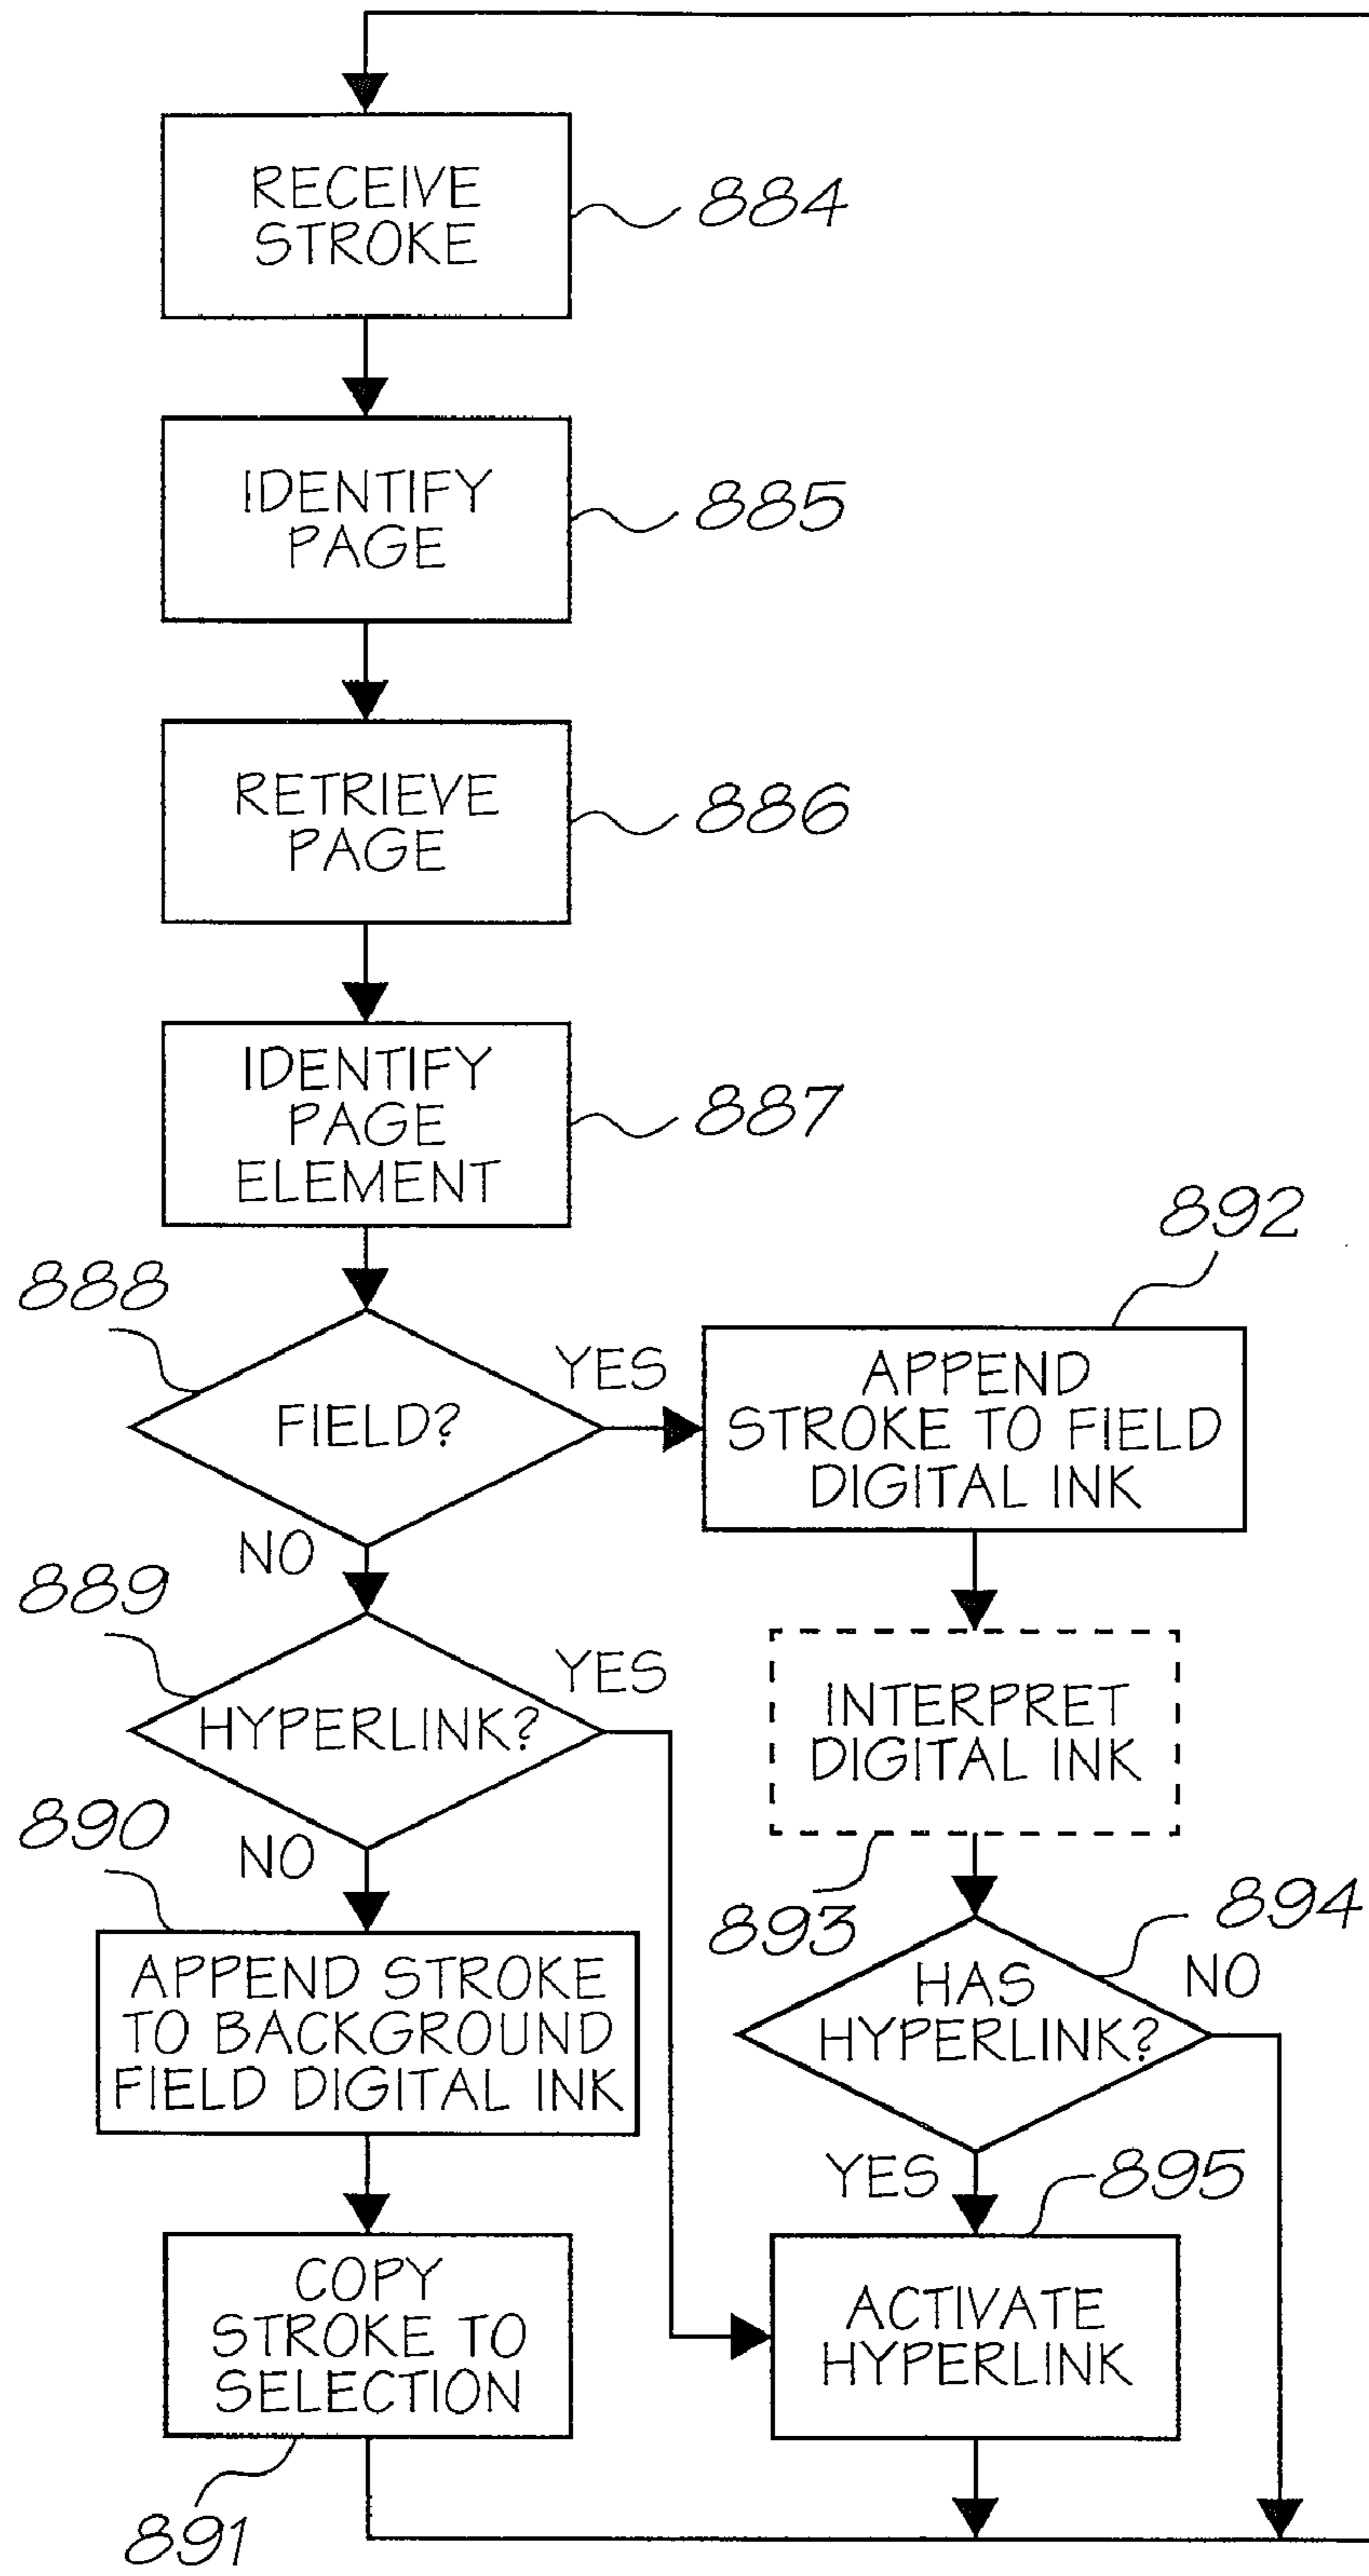 RECEIVE
STROKE
884
IDENTIFY
PAGE
885
RETRIEVE
PAGE
886
IDENTIFY
PAGE
ELEMENT
887
888
FIELD?
YES
NO
892
APPEND
STROKE TO FIELD
DIGITAL INK
889
HYPERLINK?
YES
NO
INTERPRET
DIGITAL INK
893
890
APPEND STROKE
TO BACKGROUND
FIELD DIGITAL INK
894
HAS
HYPERLINK?
NO
YES
895
COPY
STROKE TO
SELECTION
891
ACTIVATE
HYPERLINK